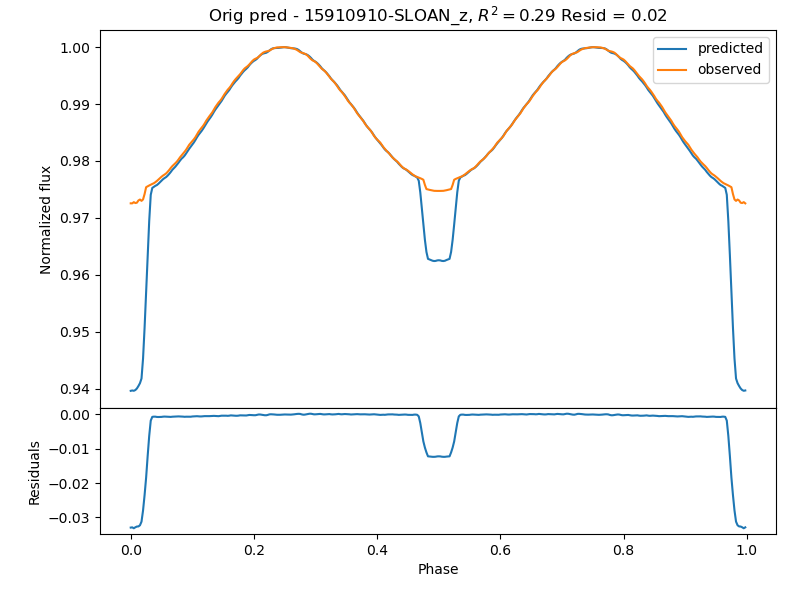 Orig pred - 15910910-SLOAN_z, R² = 0.29 Resid = 0.02
predicted
observed
Normalized flux
1.00
0.99
0.98
0.97
0.96
0.95
0.94
Residuals
0.00
−0.01
−0.02
−0.03
0.0
0.2
0.4
0.6
0.8
1.0
Phase